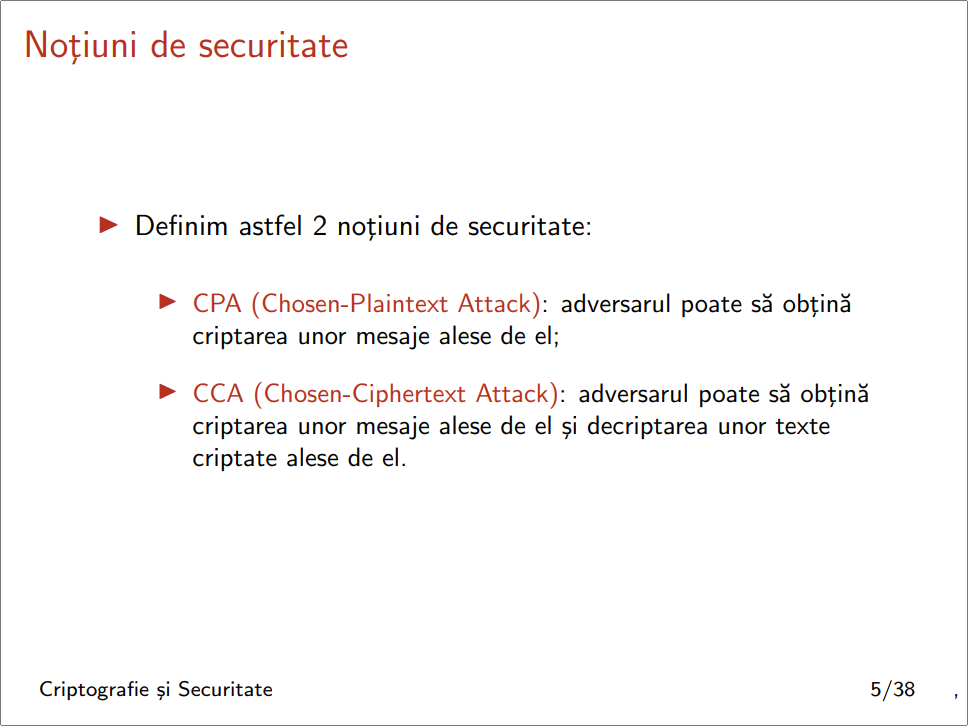 Noțiuni de securitate
▶ Definim astfel 2 noțiuni de securitate:
▶ CPA (Chosen-Plaintext Attack): adversarul poate să obțină
criptarea unor mesaje alese de el;
▶ CCA (Chosen-Ciphertext Attack): adversarul poate să obțină
criptarea unor mesaje alese de el și decriptarea unor texte
criptate alese de el.
Criptografie și Securitate
5/38 ,